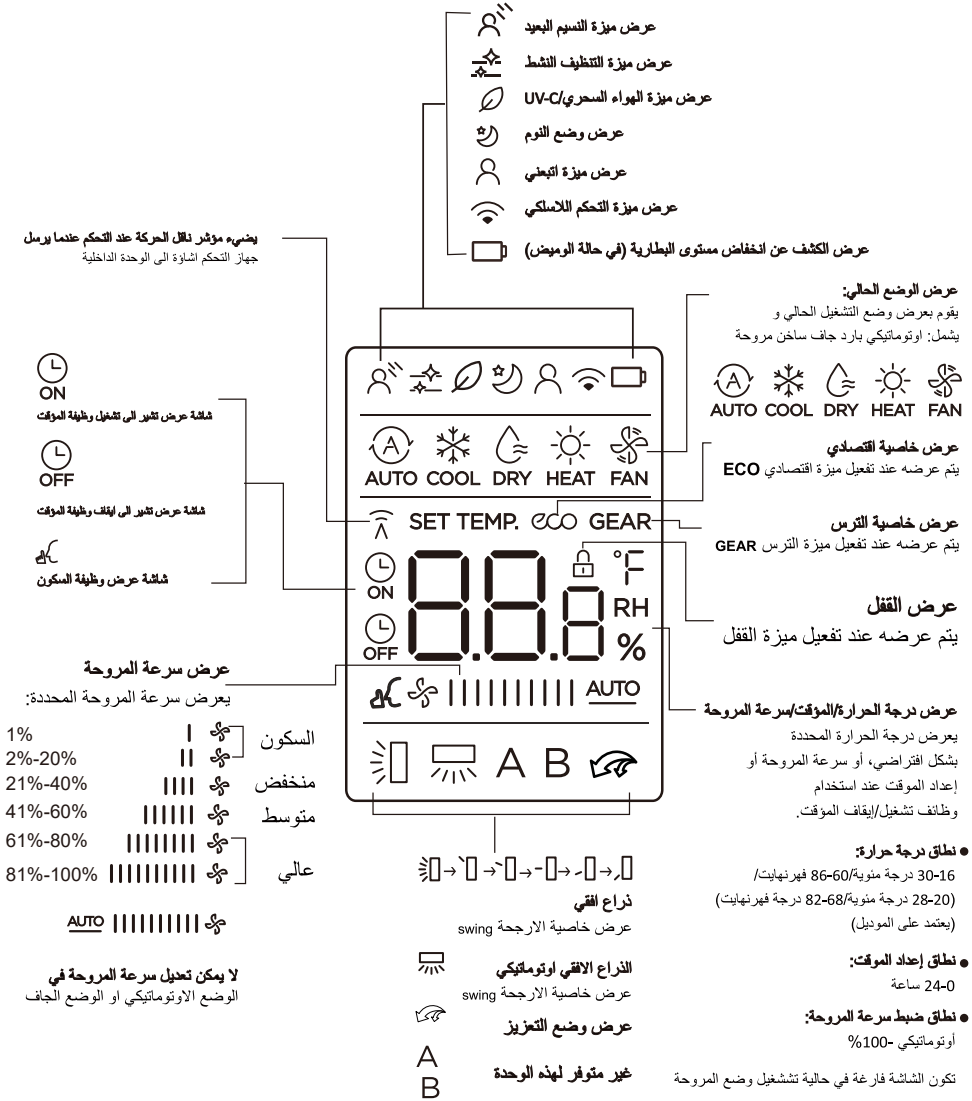 عرض ميزة النسيم البعيد
عرض ميزة التنظيف النشط
عرض ميزة الهواء السحري/UV-C
عرض وضع النوم
عرض ميزة اتبعني
عرض ميزة التحكم اللاسلكي
عرض الكشف عن انخفاض مستوى البطارية (في حالة الوميض)
يضيء مؤشر ناقل الحركة عند التحكم عندما يرسل
جهاز التحكم اشاؤة الى الوحدة الداخلية
عرض الوضع الحالي:
يقوم بعرض وضع التشغيل الحالي و
يشمل: اوتوماتيكي بارد جاف ساخن مروحة
AUTO COOL DRY HEAT FAN
عرض خاصية اقتصادي
يتم عرضه عند تفعيل ميزة اقتصادي ECO
عرض خاصية الترس
يتم عرضه عند تفعيل ميزة الترس GEAR
عرض القفل
يتم عرضه عند تفعيل ميزة القفل
عرض درجة الحرارة/المؤقت/سرعة المروحة
يعرض درجة الحرارة المحددة
بشكل افتراضي، أو سرعة المروحة أو
إعداد الموقت عند استخدام
وظائف تشغيل/إيقاف المؤقت.
● نطاق درجة حرارة:
30-16 درجة مئوية/60-86 فهرنهايت/
(20-28 درجة مئوية/68-82 درجة فهرنهايت)
(يعتمد على الموديل)
● نطاق إعداد الموقت:
0-24 ساعة
● نطاق ضبط سرعة المروحة:
أوتوماتيكي -100%
تكون الشاشة فارغة في حالية تششغيل وضع المروحة
ON
شاشة عرض تشير الى تشغيل وظيفة المؤقت
OFF
شاشة عرض تشير الى ايقاف وظيفة المؤقت
شاشة عرض وظيفة السكون
AUTO COOL DRY HEAT FAN
SET TEMP. eco GEAR
ON
88.8 °F
RH
OFF
%
AUTO
A B
عرض سرعة المروحة
يعرض سرعة المروحة المحددة:
1%
السكون
2%-20%
21%-40% منخفض
41%-60% متوسط
61%-80%
عالي
81%-100%
AUTO
لا يمكن تعديل سرعة المروحة في
الوضع الاوتوماتيكي او الوضع الجاف
ذراع افقي
عرض خاصية الارجحة swing
الذراع الافقي اوتوماتيكي
عرض خاصية الارجحة swing
عرض وضع التعزيز
A
غير متوفر لهذه الوحدة
B